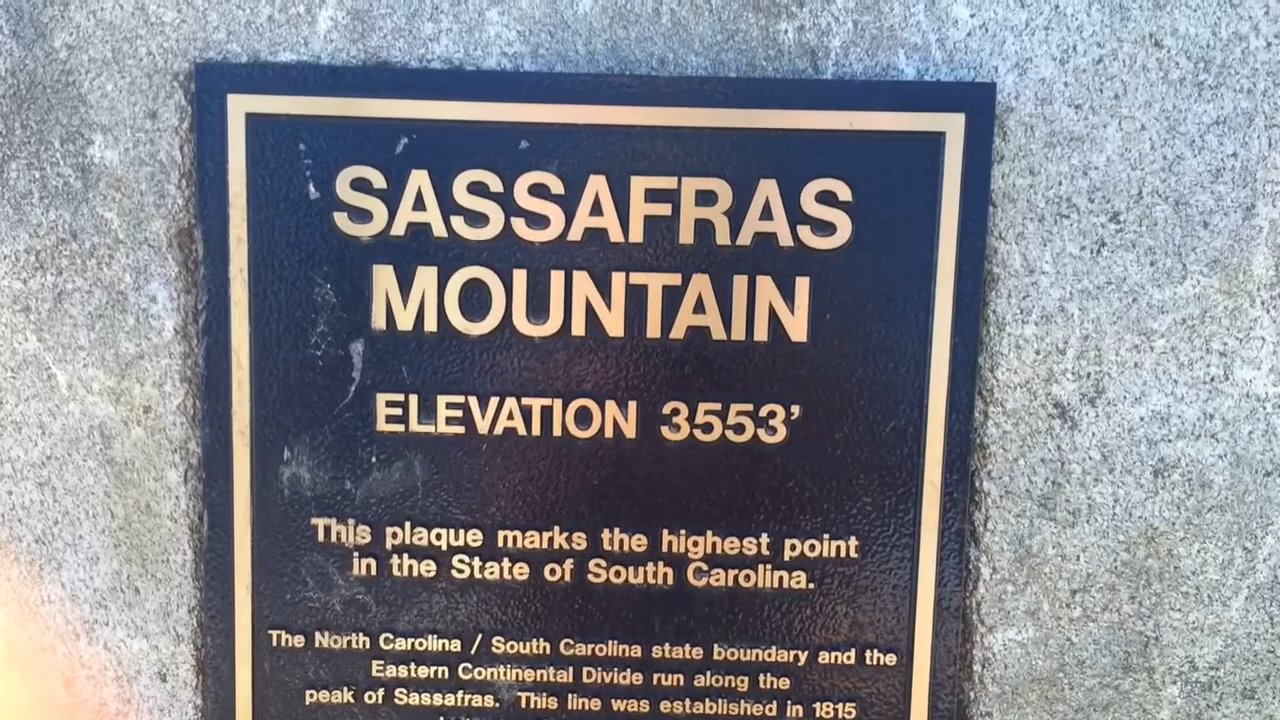 SASSAFRAS
MOUNTAIN
ELEVATION 3553’
This plaque marks the highest point
in the State of South Carolina.
The North Carolina / South Carolina state boundary and the
Eastern Continental Divide run along the
peak of Sassafras. This line was established in 1815